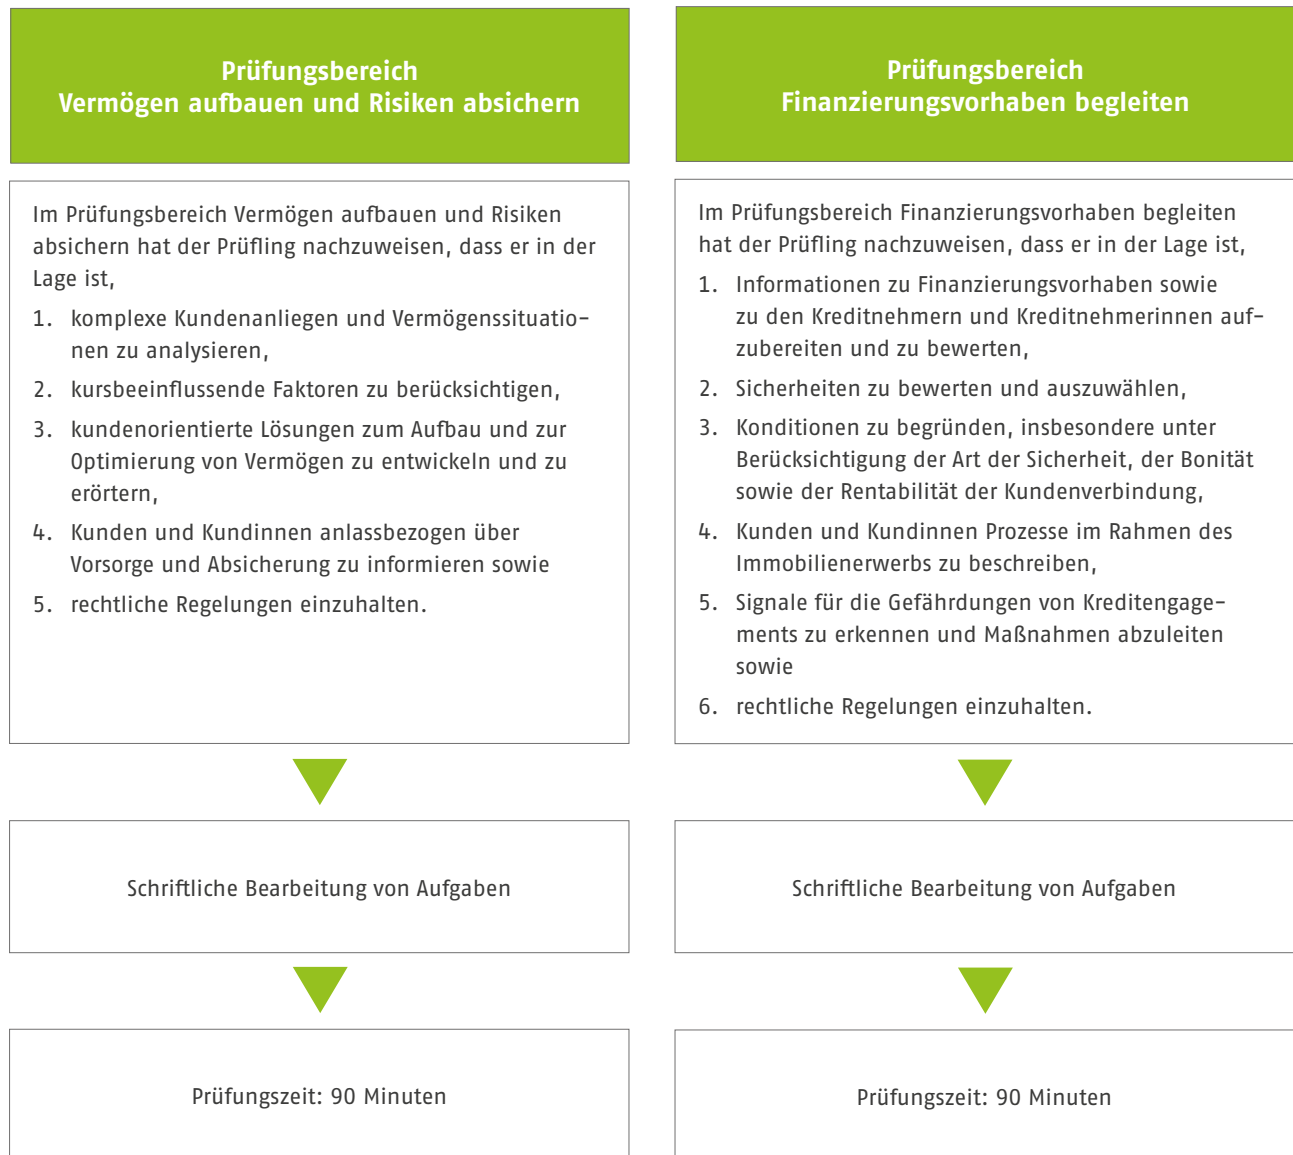 Prüfungsbereich
Vermögen aufbauen und Risiken absichern
Im Prüfungsbereich Vermögen aufbauen und Risiken
absichern hat der Prüfling nachzuweisen, dass er in der
Lage ist,
1. komplexe Kundenanliegen und Vermögenssituatio-
nen zu analysieren,
2. kursbeeinflussende Faktoren zu berücksichtigen,
3. kundenorientierte Lösungen zum Aufbau und zur
Optimierung von Vermögen zu entwickeln und zu
erörtern,
4. Kunden und Kundinnen anlassbezogen über
Vorsorge und Absicherung zu informieren sowie
5. rechtliche Regelungen einzuhalten.
Schriftliche Bearbeitung von Aufgaben
Prüfungszeit: 90 Minuten
Prüfungsbereich
Finanzierungsvorhaben begleiten
Im Prüfungsbereich Finanzierungsvorhaben begleiten
hat der Prüfling nachzuweisen, dass er in der Lage ist,
1. Informationen zu Finanzierungsvorhaben sowie
zu den Kreditnehmern und Kreditnehmerinnen auf-
zubereiten und zu bewerten,
2. Sicherheiten zu bewerten und auszuwählen,
3. Konditionen zu begründen, insbesondere unter
Berücksichtigung der Art der Sicherheit, der Bonität
sowie der Rentabilität der Kundenverbindung,
4. Kunden und Kundinnen Prozesse im Rahmen des
Immobilienerwerbs zu beschreiben,
5. Signale für die Gefährdungen von Kreditengage-
ments zu erkennen und Maßnahmen abzuleiten
sowie
6. rechtliche Regelungen einzuhalten.
Schriftliche Bearbeitung von Aufgaben
Prüfungszeit: 90 Minuten